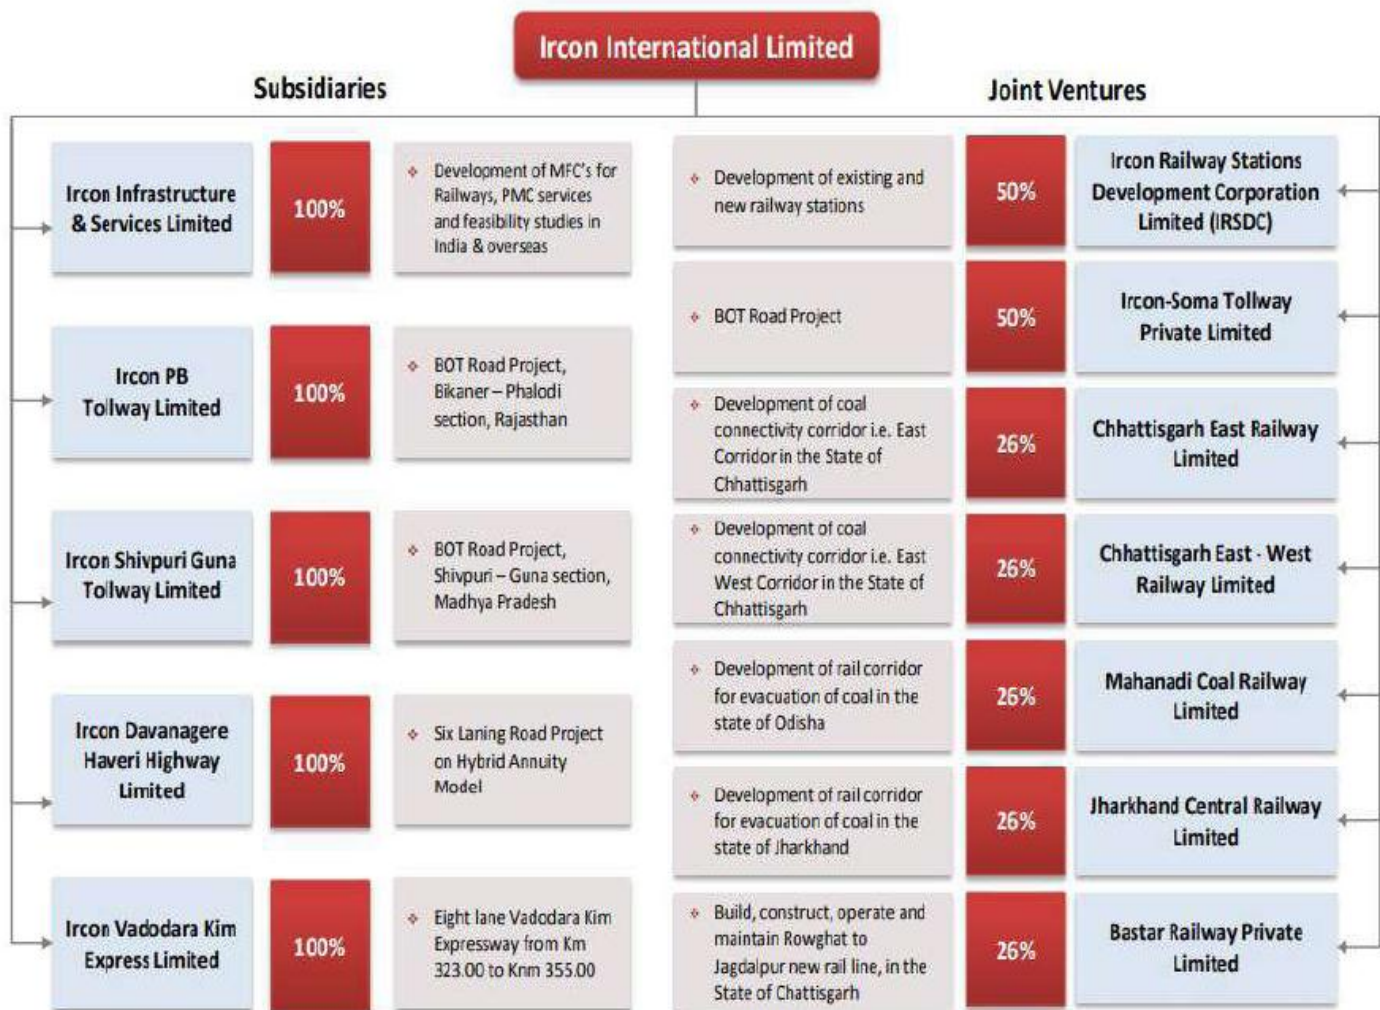 Ircon International Limited
Subsidiaries
Ircon Infrastructure
& Services Limited
100%
❖ Development of MFC's for
Railways, PMC services
and feasibility studies in
India & overseas
Ircon PB
Tollway Limited
100%
❖ BOT Road Project,
Bikaner – Phalodi
section, Rajasthan
Ircon Shivpuri Guna
Tollway Limited
100%
❖ BOT Road Project,
Shivpuri – Guna section,
Madhya Pradesh
Ircon Davanagere
Haveri Highway
Limited
100%
❖ Six Laning Road Project
on Hybrid Annuity
Model
Ircon Vadodara Kim
Express Limited
100%
❖ Eight lane Vadodara Kim
Expressway from Km
323.00 to Knm 355.00
Joint Ventures
❖ Development of existing and
new railway stations
50%
Ircon Railway Stations
Development Corporation
Limited (IRSDC)
❖ BOT Road Project
50%
Ircon-Soma Tollway
Private Limited
❖ Development of coal
connectivity corridor i.e. East
Corridor in the State of
Chhattisgarh
26%
Chhattisgarh East Railway
Limited
❖ Development of coal
connectivity corridor i.e. East
West Corridor in the State of
Chhattisgarh
26%
Chhattisgarh East - West
Railway Limited
❖ Development of rail corridor
for evacuation of coal in the
state of Odisha
26%
Mahanadi Coal Railway
Limited
❖ Development of rail corridor
for evacuation of coal in the
state of Jharkhand
26%
Jharkhand Central Railway
Limited
❖ Build, construct, operate and
maintain Rowghat to
Jagdalpur new rail line, in the
State of Chattisgarh
26%
Bastar Railway Private
Limited